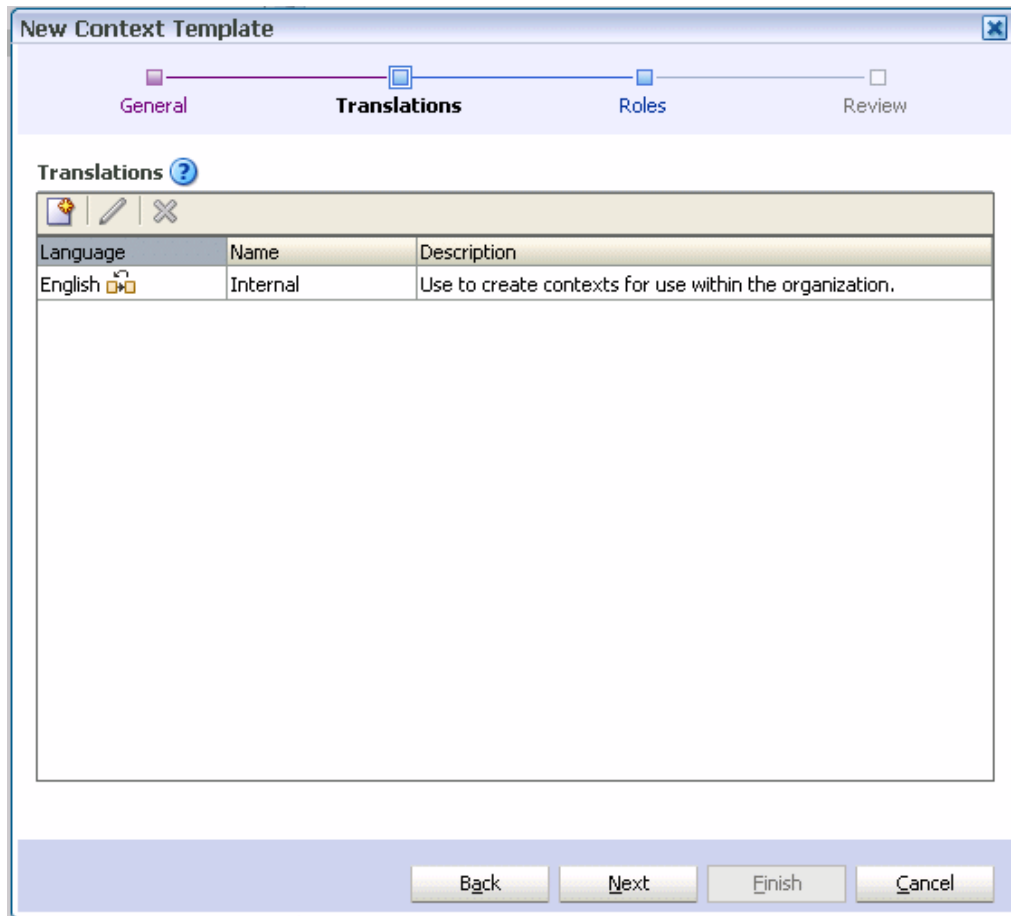 New Context Template
General Translations Roles Review
Translations
Language Name Description
English Internal Use to create contexts for use within the organization.
Back Next Finish Cancel